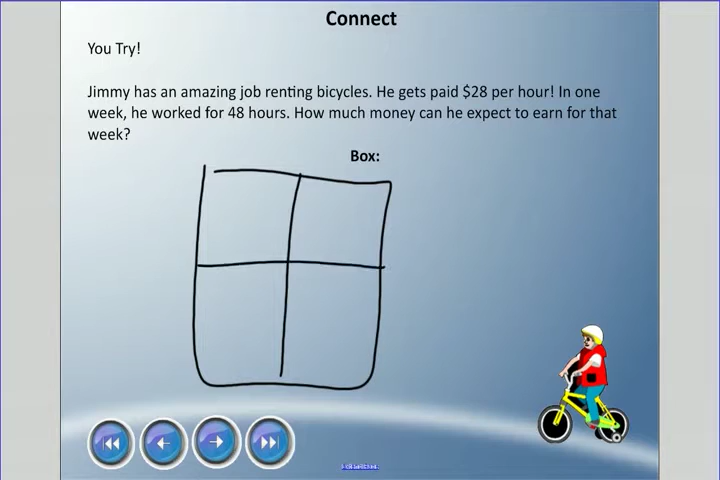 Connect
You Try!
Jimmy has an amazing job renting bicycles. He gets paid $28 per hour! In one
week, he worked for 48 hours. How much money can he expect to earn for that
week?
Box: